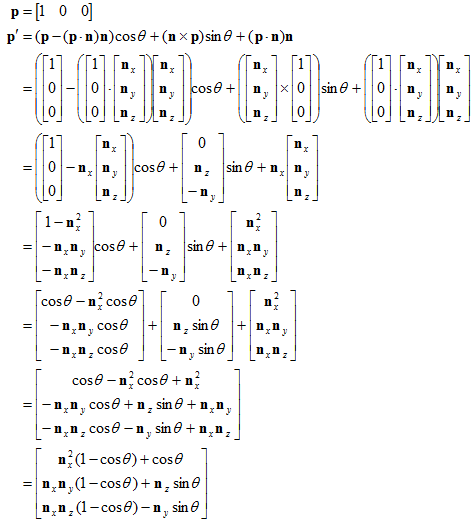 p = [1 0 0]
p′ = (p − (p · n)n)cosθ + (n × p)sinθ + (p · n)n
= ([1 0 0] − ([1 0 0] · [n_x n_y n_z])[n_x n_y n_z])cosθ + ([n_x n_y n_z] × [1 0 0])sinθ + ([1 0 0] · [n_x n_y n_z])[n_x n_y n_z]
= ([1 0 0] − n_x[n_x n_y n_z])cosθ + [0 n_z −n_y]sinθ + n_x[n_x n_y n_z]
= [1 − n_x^2, −n_x n_y, −n_x n_z]cosθ + [0, n_z, −n_y]sinθ + [n_x^2, n_x n_y, n_x n_z]
= [cosθ − n_x^2 cosθ, −n_x n_y cosθ, −n_x n_z cosθ] + [0, n_z sinθ, −n_y sinθ] + [n_x^2, n_x n_y, n_x n_z]
= [cosθ − n_x^2 cosθ + n_x^2, −n_x n_y cosθ + n_z sinθ + n_x n_y, −n_x n_z cosθ − n_y sinθ + n_x n_z]
= [n_x^2(1 − cosθ) + cosθ, n_x n_y(1 − cosθ) + n_z sinθ, n_x n_z(1 − cosθ) − n_y sinθ]